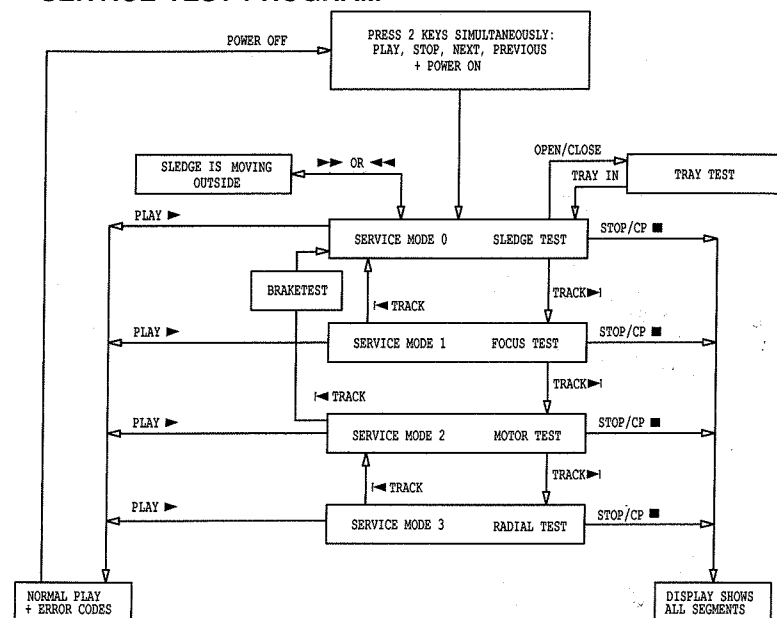 SERVICE TEST PROGRAM
PRESS 2 KEYS SIMULTANEOUSLY:
PLAY, STOP, NEXT, PREVIOUS
+ POWER ON
POWER OFF
SLEDGE IS MOVING
OUTSIDE
►► OR ◄◄
OPEN/CLOSE
TRAY IN
TRAY TEST
PLAY ►
SERVICE MODE 0 SLEDGE TEST
STOP/CP ■
BRAKETEST
|◄ TRACK
TRACK►|
PLAY ►
SERVICE MODE 1 FOCUS TEST
STOP/CP ■
|◄ TRACK
TRACK►|
PLAY ►
SERVICE MODE 2 MOTOR TEST
STOP/CP ■
|◄ TRACK
TRACK►|
PLAY ►
SERVICE MODE 3 RADIAL TEST
STOP/CP ■
NORMAL PLAY
+ ERROR CODES
DISPLAY SHOWS
ALL SEGMENTS